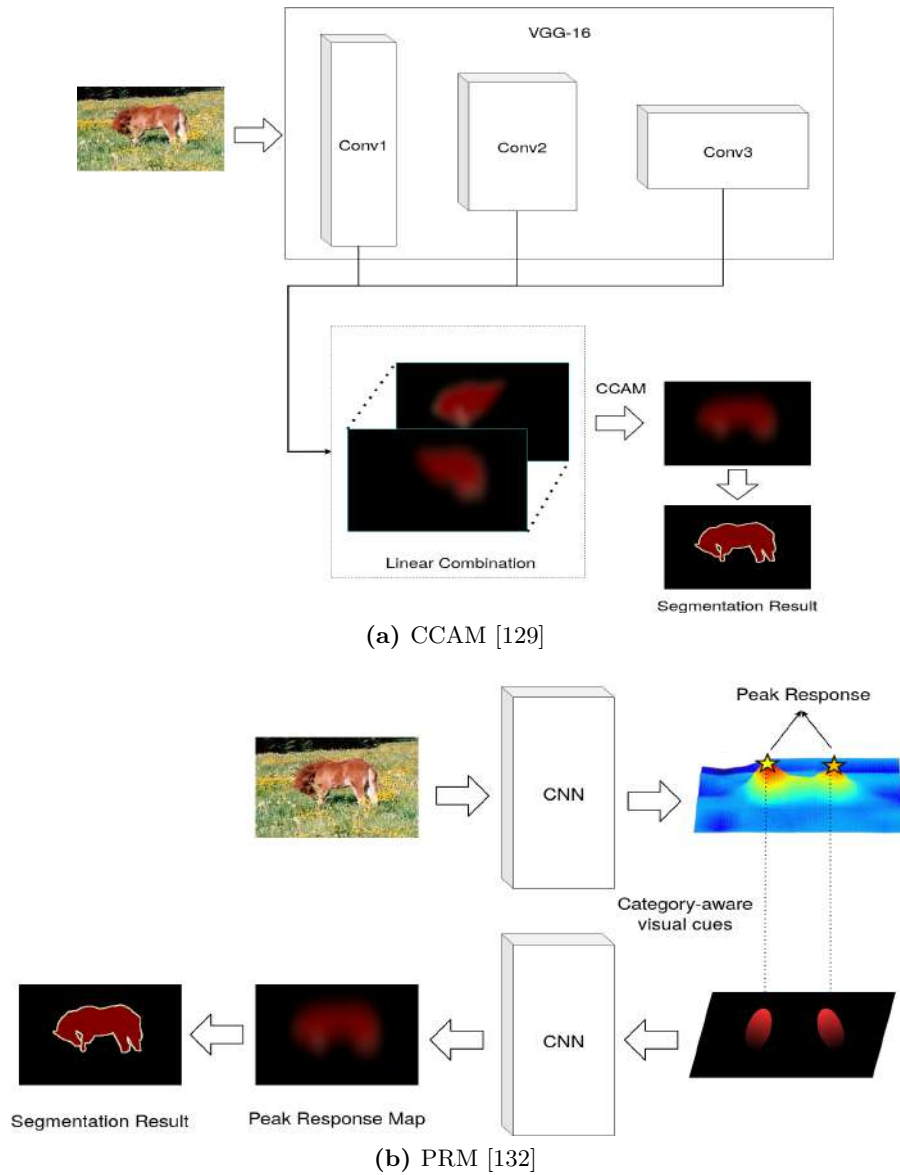 VGG-16
Conv1
Conv2
Conv3
CCAM
Linear Combination
Segmentation Result
(a) CCAM [129]
Peak Response
CNN
Category-aware
visual cues
CNN
Segmentation Result
Peak Response Map
(b) PRM [132]